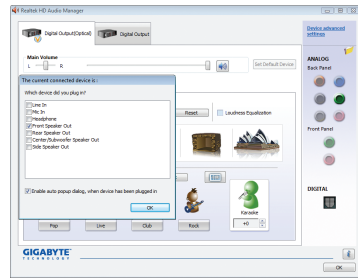 Realtek HD Audio Manager
Digital Output(Optical)
Digital Output
Device advanced
settings
Main Volume
L
R
Set Default Device
ANALOG
Back Panel
The current connected device is :
Which device did you plug in?
Line In
Mic In
Headphone
Front Speaker Out
Rear Speaker Out
Center/Subwoofer Speaker Out
Side Speaker Out
Enable auto popup dialog, when device has been plugged in
OK
Reset
Loudness Equalization
Front Panel
Karaoke
Pop
Live
Club
Rock
+0
DIGITAL
GIGABYTE
TECHNOLOGY
OK